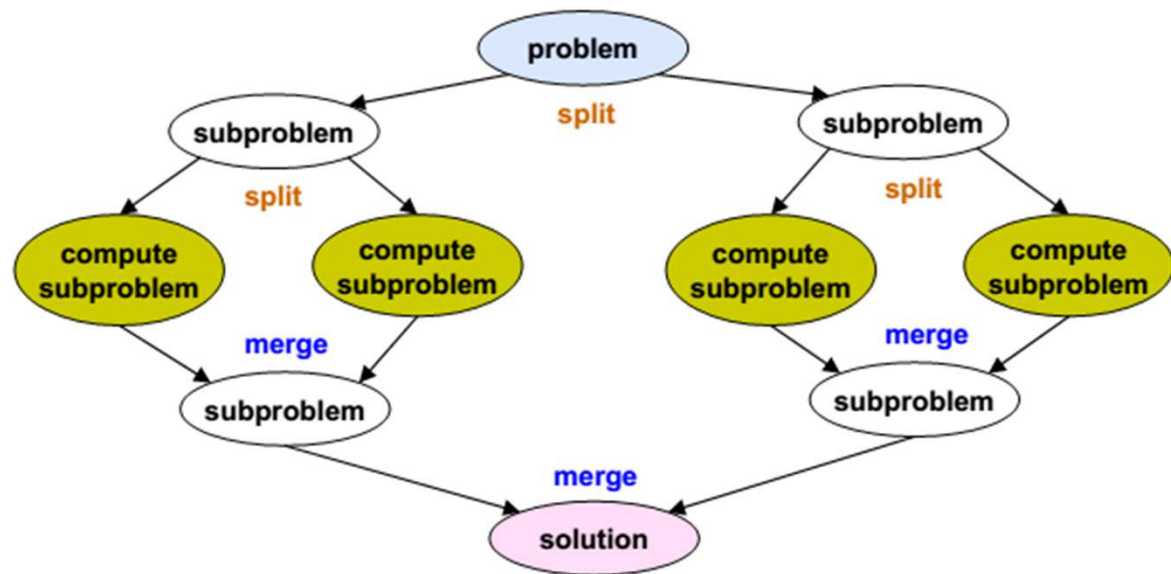 problem
split
subproblem
subproblem
split
split
compute
subproblem
compute
subproblem
compute
subproblem
compute
subproblem
merge
merge
subproblem
subproblem
merge
solution